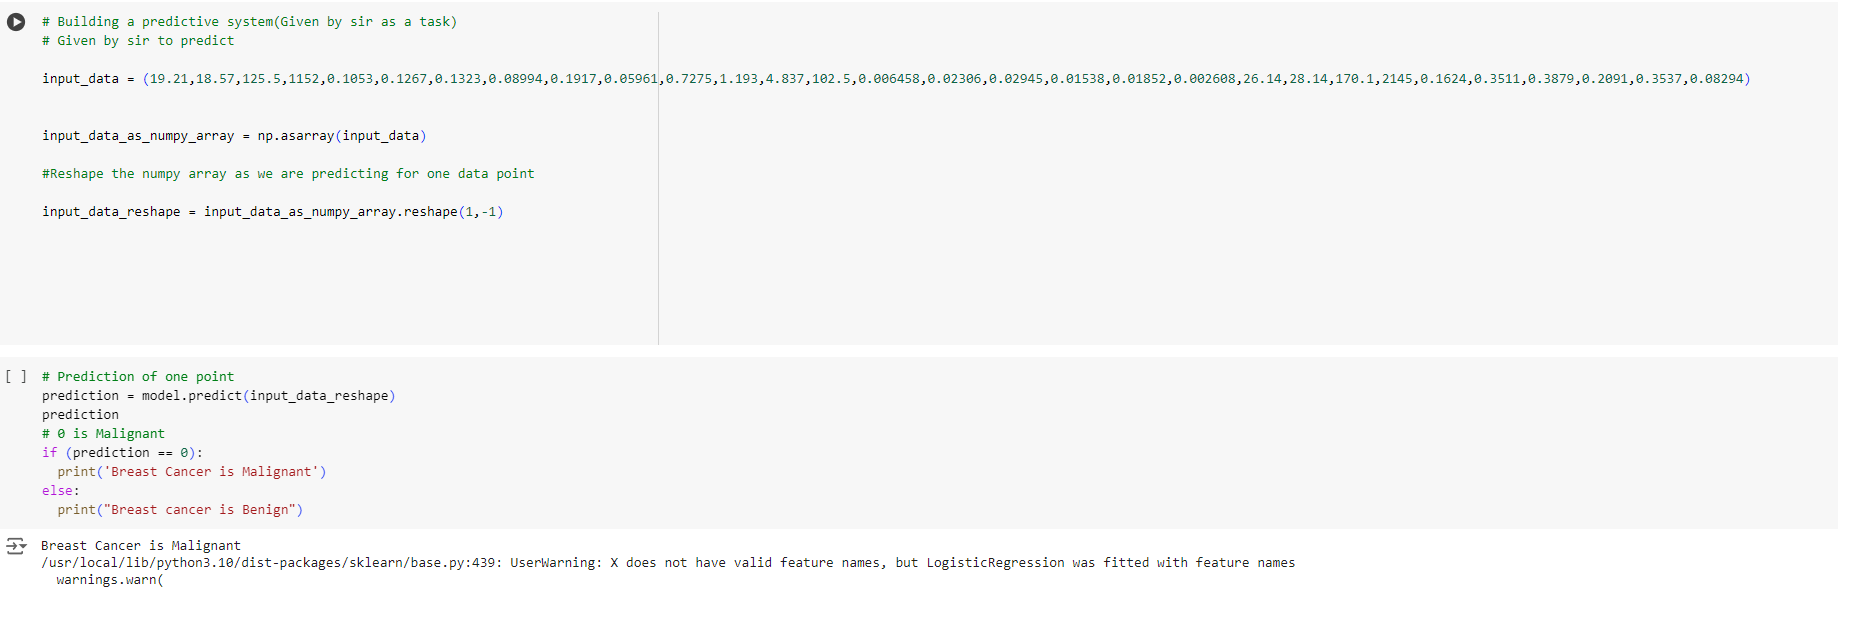 # Building a predictive system(Given by sir as a task)
# Given by sir to predict
input_data = (19.21,18.57,125.5,1152,0.1053,0.1267,0.1323,0.08994,0.1917,0.05961,0.7275,1.193,4.837,102.5,0.006458,0.02306,0.02945,0.01538,0.01852,0.002608,26.14,28.14,170.1,2145,0.1624,0.3511,0.3879,0.2091,0.3537,0.08294)
input_data_as_numpy_array = np.asarray(input_data)
#Reshape the numpy array as we are predicting for one data point
input_data_reshape = input_data_as_numpy_array.reshape(1,-1)
[ ] # Prediction of one point
prediction = model.predict(input_data_reshape)
prediction
# 0 is Malignant
if (prediction == 0):
  print('Breast Cancer is Malignant')
else:
  print("Breast cancer is Benign")
Breast Cancer is Malignant
/usr/local/lib/python3.10/dist-packages/sklearn/base.py:439: UserWarning: X does not have valid feature names, but LogisticRegression was fitted with feature names
  warnings.warn(